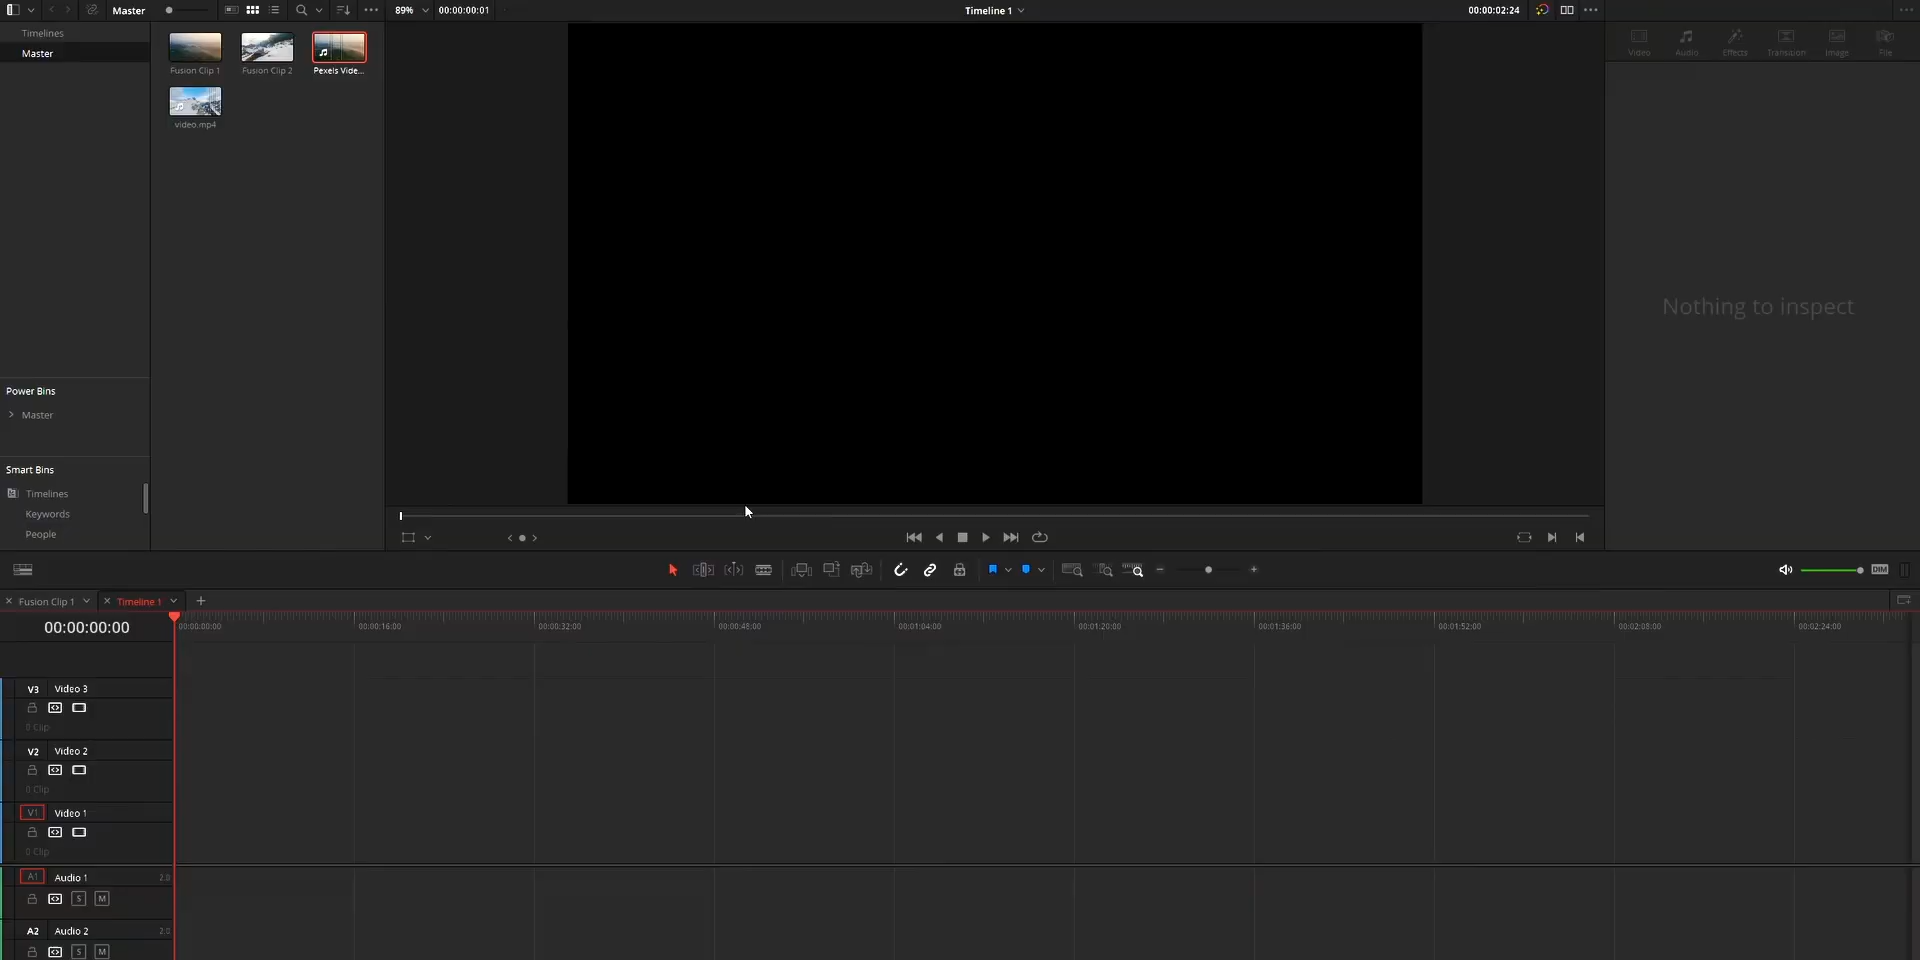 Master
89%
00:00:00:01
Timeline 1
00:00:02:24
Timelines
Master
Fusion Clip 1
Fusion Clip 2
Pexels Vide...
video.mp4
Video
Audio
Effects
Transition
Image
File
Nothing to inspect
Power Bins
Master
Smart Bins
Timelines
Keywords
People
DIM
Fusion Clip 1
Timeline 1
00:00:00:00
00:00:00:00
00:00:16:00
00:00:32:00
00:00:48:00
00:01:04:00
00:01:20:00
00:01:36:00
00:01:52:00
00:02:08:00
00:02:24:00
V3 Video 3
0 Clip
V2 Video 2
0 Clip
V1 Video 1
0 Clip
A1 Audio 1 2.0
S M
A2 Audio 2 2.0
S M